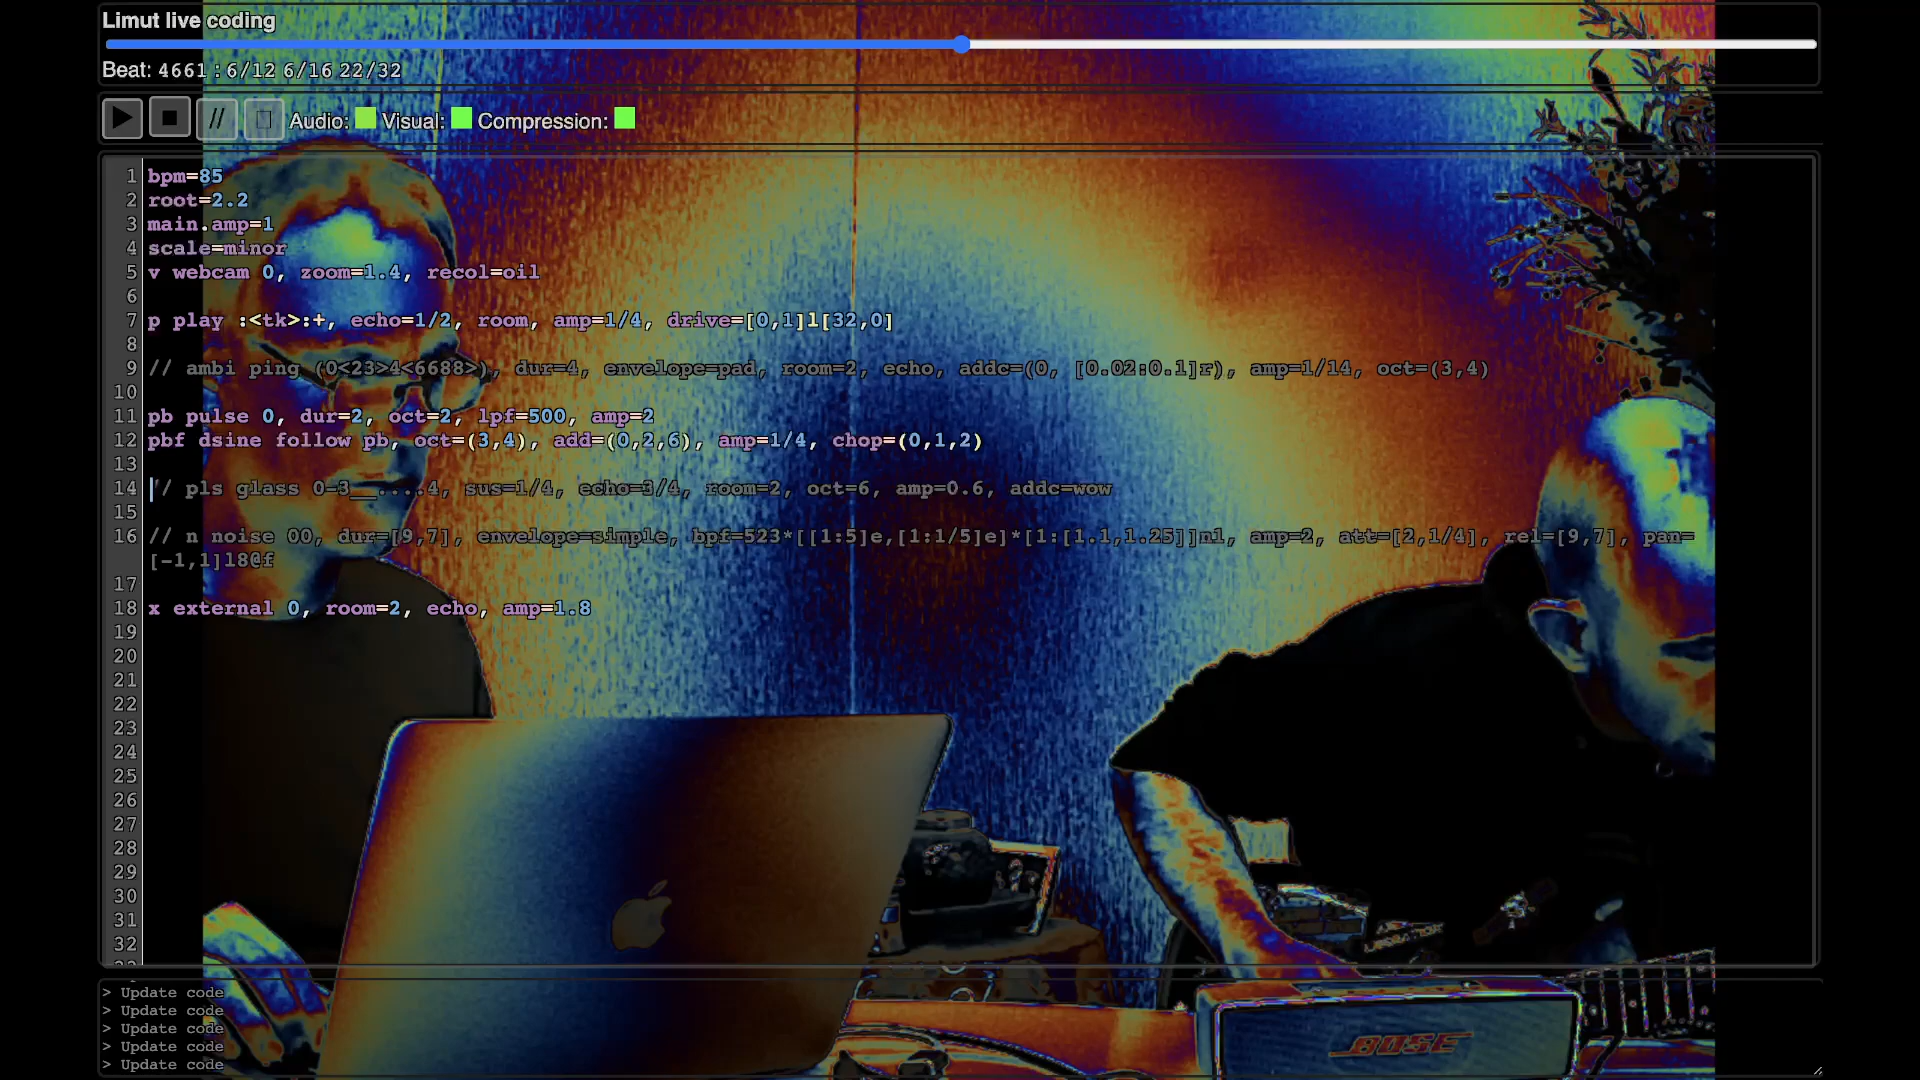 Limut live coding
Beat: 4661 : 6/12 6/16 22/32
// Audio: Visual: Compression:
1 bpm=85
2 root=2.2
3 main.amp=1
4 scale=minor
5 v webcam 0, zoom=1.4, recol=oil
6
7 p play :<tk>:+, echo=1/2, room, amp=1/4, drive=[0,1]l[32,0]
8
9 // ambi ping (0<23>4<6688>), dur=4, envelope=pad, room=2, echo, addc=(0, [0.02:0.1]r), amp=1/14, oct=(3,4)
10
11 pb pulse 0, dur=2, oct=2, lpf=500, amp=2
12 pbf dsine follow pb, oct=(3,4), add=(0,2,6), amp=1/4, chop=(0,1,2)
13
14 // pls glass 0-3__....4, sus=1/4, echo=3/4, room=2, oct=6, amp=0.6, addc=wow
15
16 // n noise 00, dur=[9,7], envelope=simple, bpf=523*[[1:5]e,[1:1/5]e]*[1:[1.1,1.25]]n1, amp=2, att=[2,1/4], rel=[9,7], pan=
[-1,1]l8@f
17
18 x external 0, room=2, echo, amp=1.8
19
20
21
22
23
24
25
26
27
28
29
30
31
32
> Update code
> Update code
> Update code
> Update code
> Update code
BOSE